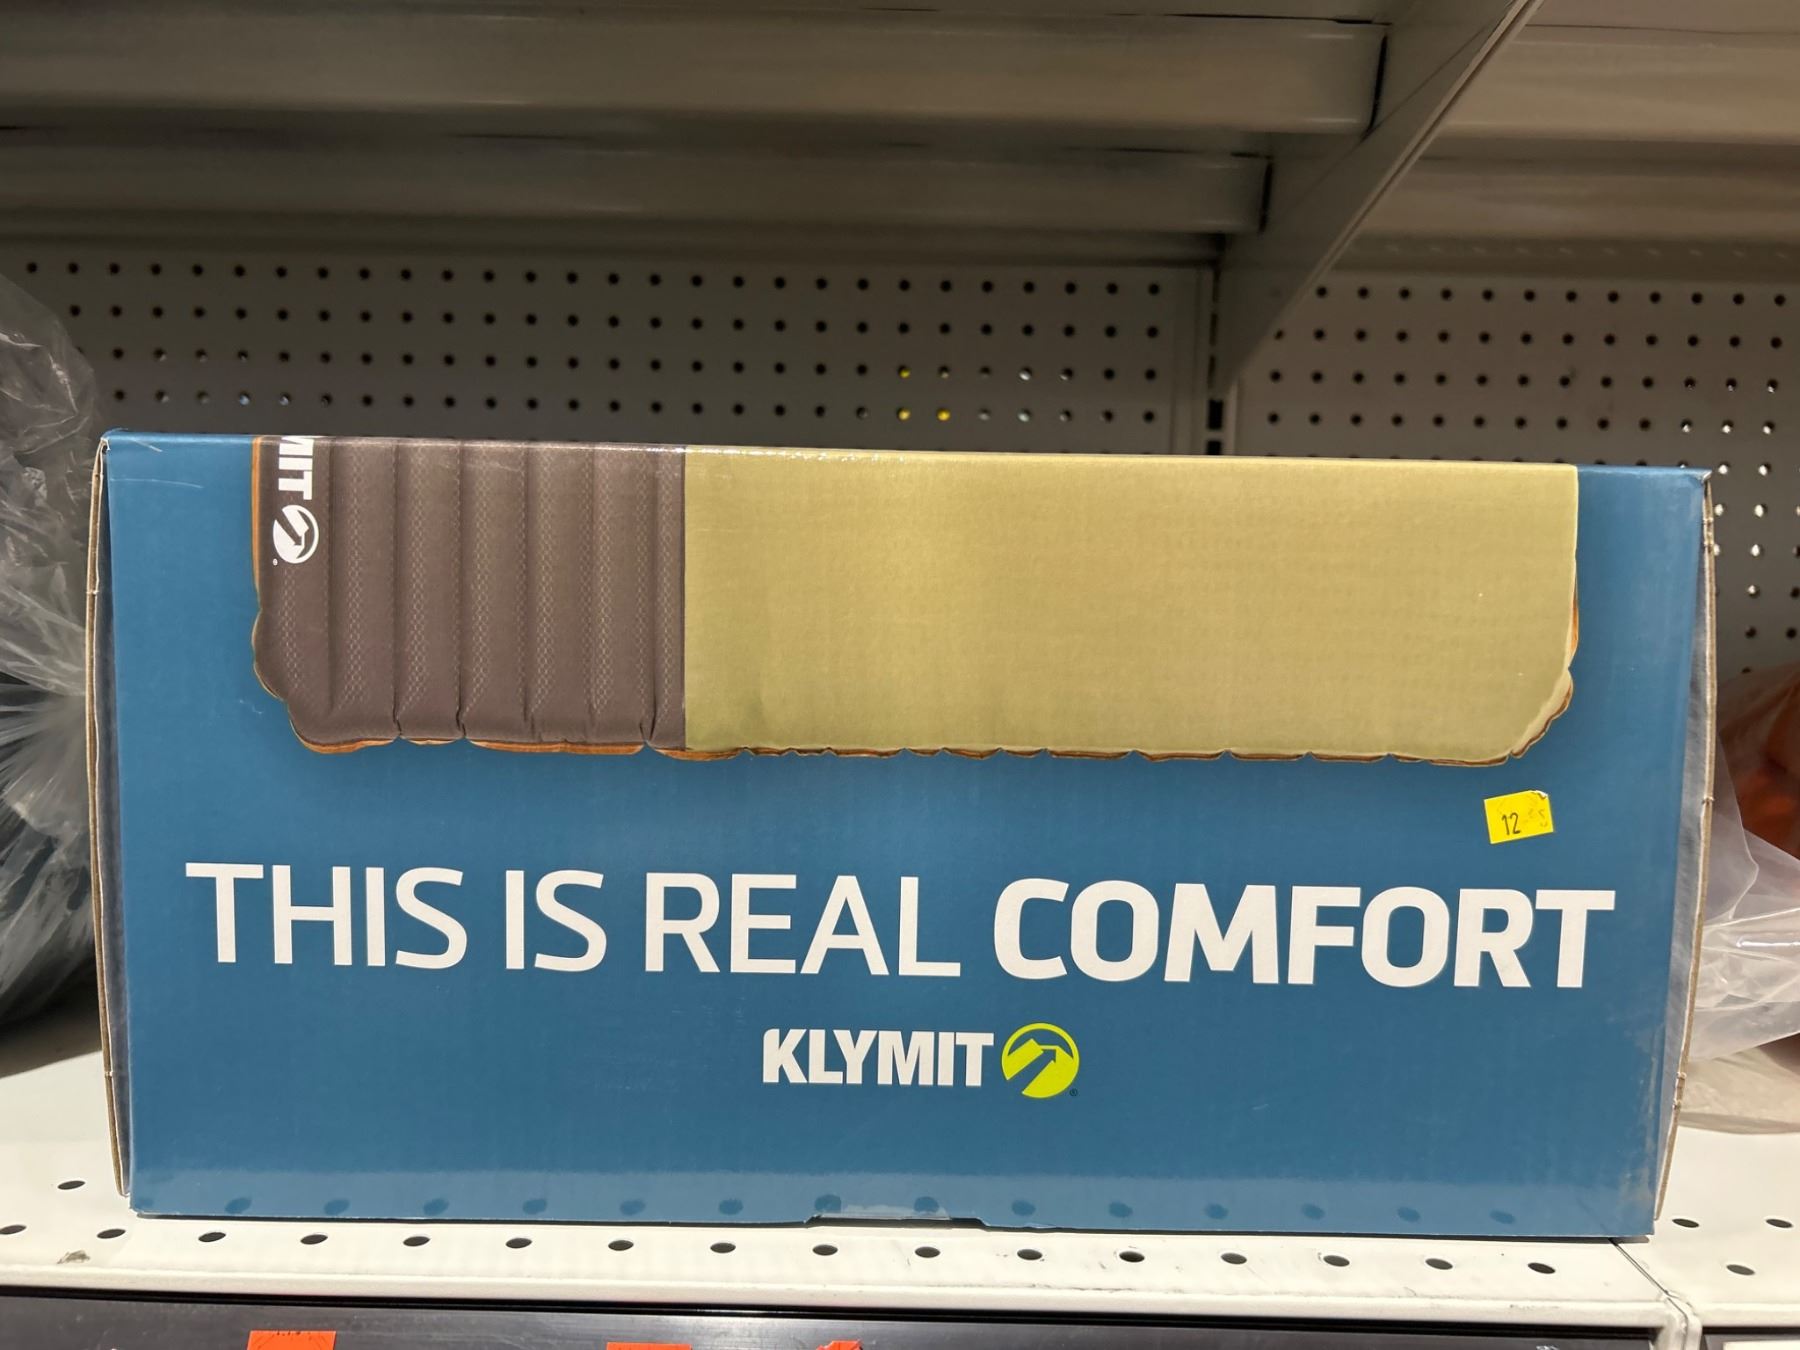 MIT
12
THIS IS REAL COMFORT
KLYMIT